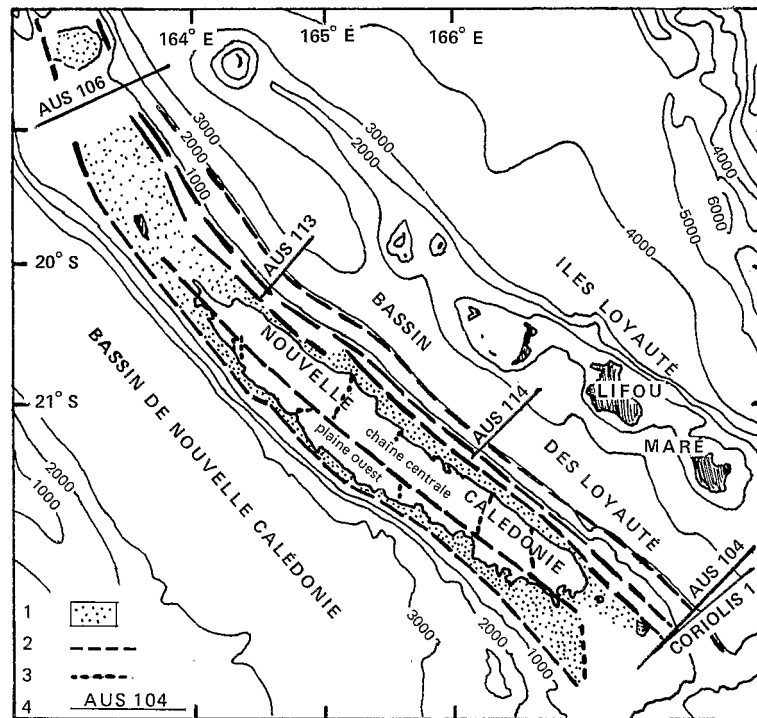 164° E 165° E 166° E
AUS 106
3000
2000
1000
3000
2000
4000
5000
6000
4000
20° S
AUS 113
BASSIN
ILES LOYAUTÉ
NOUVELLE
BASSIN DE NOUVELLE CALÉDONIE
21° S
LIFOU
AUS 114
chaîne centrale
plaine ouest
MARÉ
DES LOYAUTÉ
CALÉDONIE
2000
1000
AUS 104
CORIOLIS 1
3000
2000
1000
1
2
3
4 AUS 104